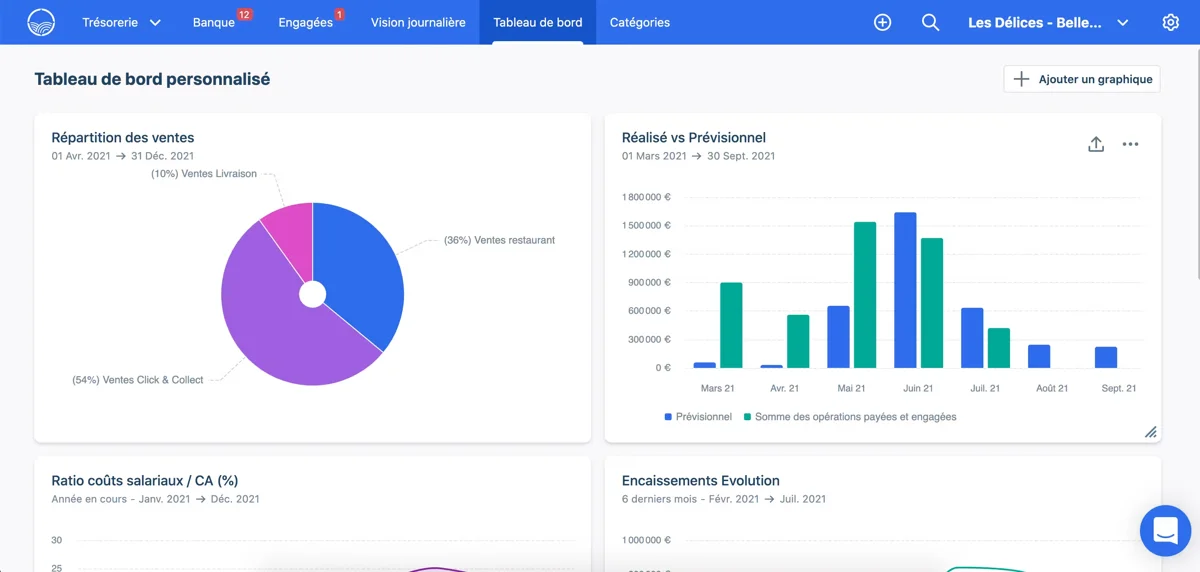 Trésorerie Banque 12 Engagées 1 Vision journalière Tableau de bord Catégories Les Délices - Belle...
Tableau de bord personnalisé
Ajouter un graphique
Répartition des ventes
01 Avr. 2021 → 31 Déc. 2021
(10%) Ventes Livraison
(36%) Ventes restaurant
(54%) Ventes Click & Collect
Réalisé vs Prévisionnel
01 Mars 2021 → 30 Sept. 2021
1 800 000 €
1 500 000 €
1 200 000 €
900 000 €
600 000 €
300 000 €
0 €
Mars 21 Avr. 21 Mai 21 Juin 21 Juil. 21 Août 21 Sept. 21
Prévisionnel Somme des opérations payées et engagées
Ratio coûts salariaux / CA (%)
Année en cours - Janv. 2021 → Déc. 2021
30
25
Encaissements Evolution
6 derniers mois - Févr. 2021 → Juil. 2021
1 000 000 €